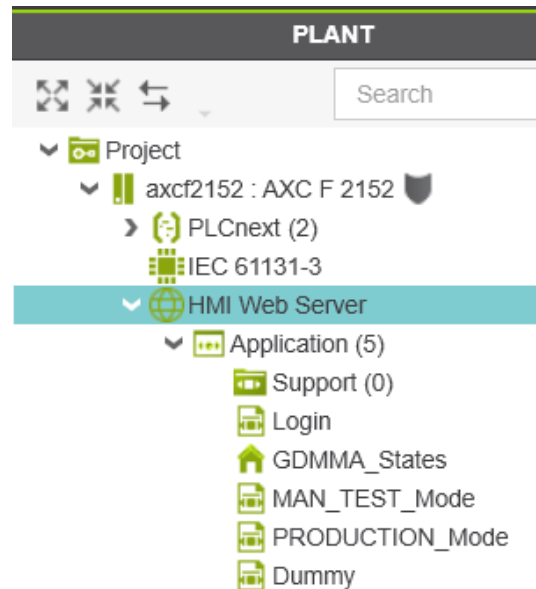 PLANT
Search
Project
axcf2152 : AXC F 2152
PLCnext (2)
IEC 61131-3
HMI Web Server
Application (5)
Support (0)
Login
GDMMA_States
MAN_TEST_Mode
PRODUCTION_Mode
Dummy